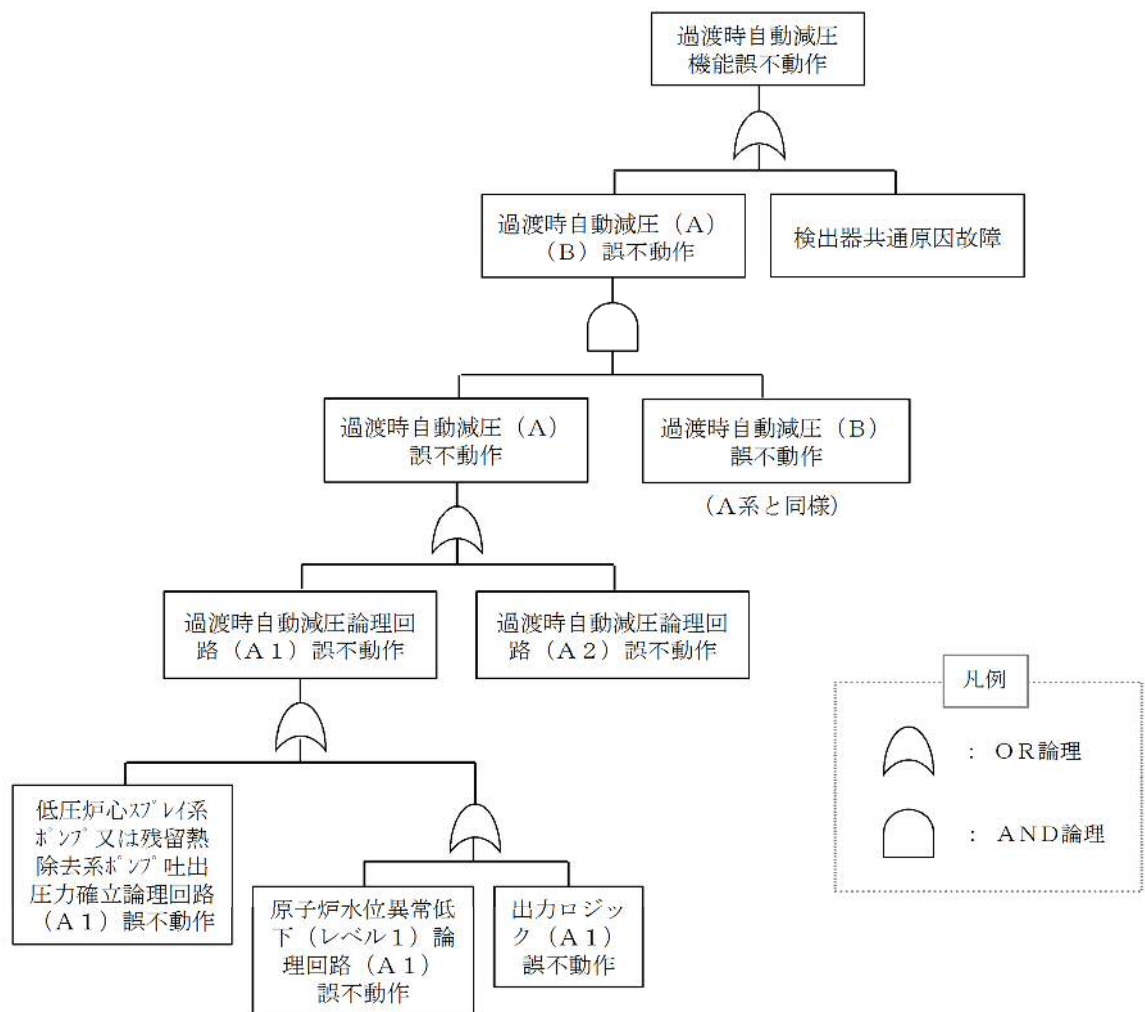 過渡時自動減圧
機能誤不動作
過渡時自動減圧（A）
（B）誤不動作
検出器共通原因故障
過渡時自動減圧（A）
誤不動作
過渡時自動減圧（B）
誤不動作
（A系と同様）
過渡時自動減圧論理回
路（A1）誤不動作
過渡時自動減圧論理回
路（A2）誤不動作
凡例
： OR論理
： AND論理
低圧炉心ｽﾌﾟﾚｲ系
ﾎﾟﾝﾌﾟ又は残留熱
除去系ﾎﾟﾝﾌﾟ吐出
圧力確立論理回路
（A1）誤不動作
原子炉水位異常低
下（レベル1）論
理回路（A1）
誤不動作
出力ロジッ
ク（A1）
誤不動作